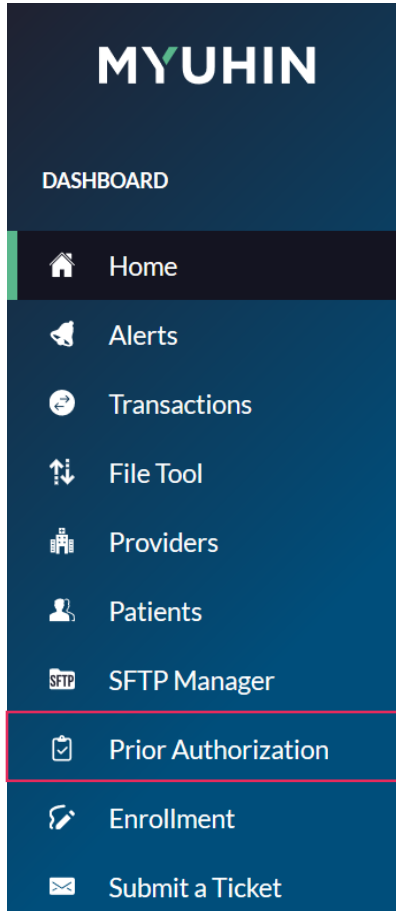 MYUHIN
DASHBOARD
Home
Alerts
Transactions
File Tool
Providers
Patients
SFTP SFTP Manager
Prior Authorization
Enrollment
Submit a Ticket